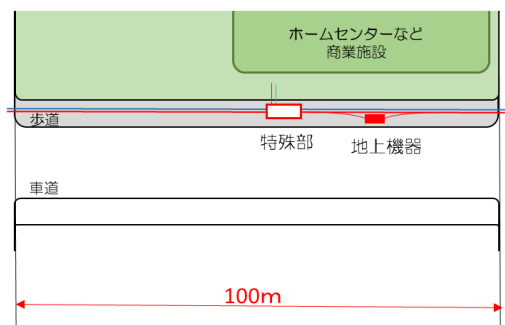 ホームセンターなど
商業施設
歩道
特殊部
地上機器
車道
100m